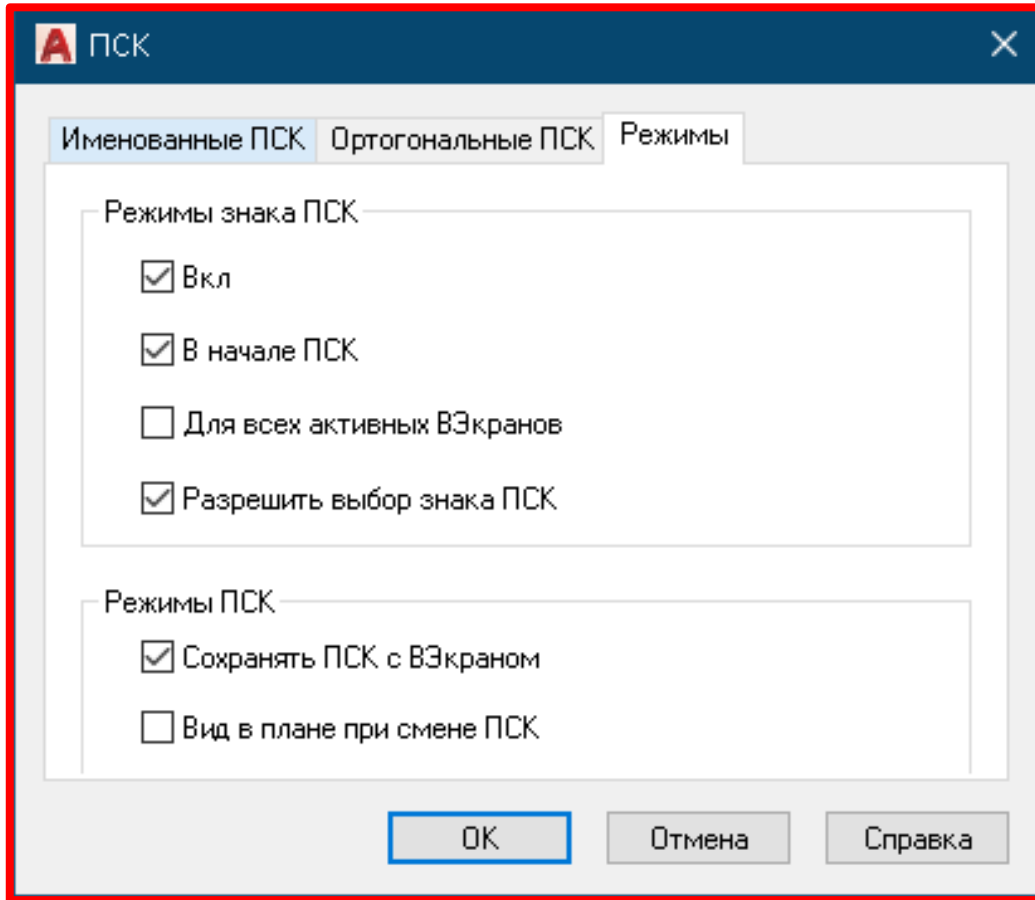 ПСК
Именованные ПСК Ортогональные ПСК Режимы
Режимы знака ПСК
Вкл
В начале ПСК
Для всех активных ВЭкранов
Разрешить выбор знака ПСК
Режимы ПСК
Сохранять ПСК с ВЭкраном
Вид в плане при смене ПСК
ОК Отмена Справка